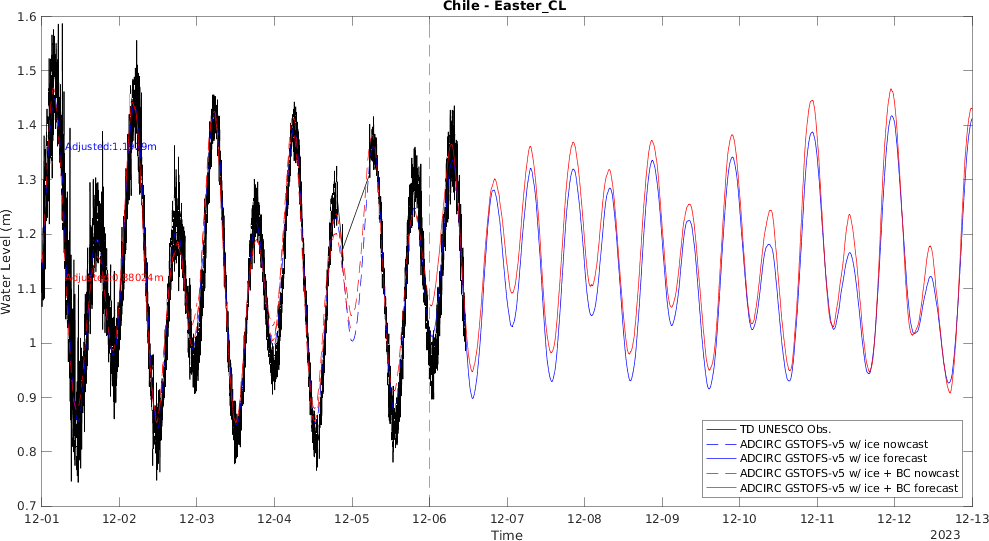 Chile - Easter_CL
1.6
1.5
1.4
1.3
1.2
1.1
1
0.9
0.8
0.7
Water Level (m)
m
TD UNESCO Obs.
ADCIRC GSTOFS-v5 w/ ice nowcast
ADCIRC GSTOFS-v5 w/ ice forecast
ADCIRC GSTOFS-v5 w/ ice + BC nowcast
ADCIRC GSTOFS-v5 w/ ice + BC forecast
12-01 12-02 12-03 12-04 12-05 12-06 12-07 12-08 12-09 12-10 12-11 12-12 12-13
Time
2023